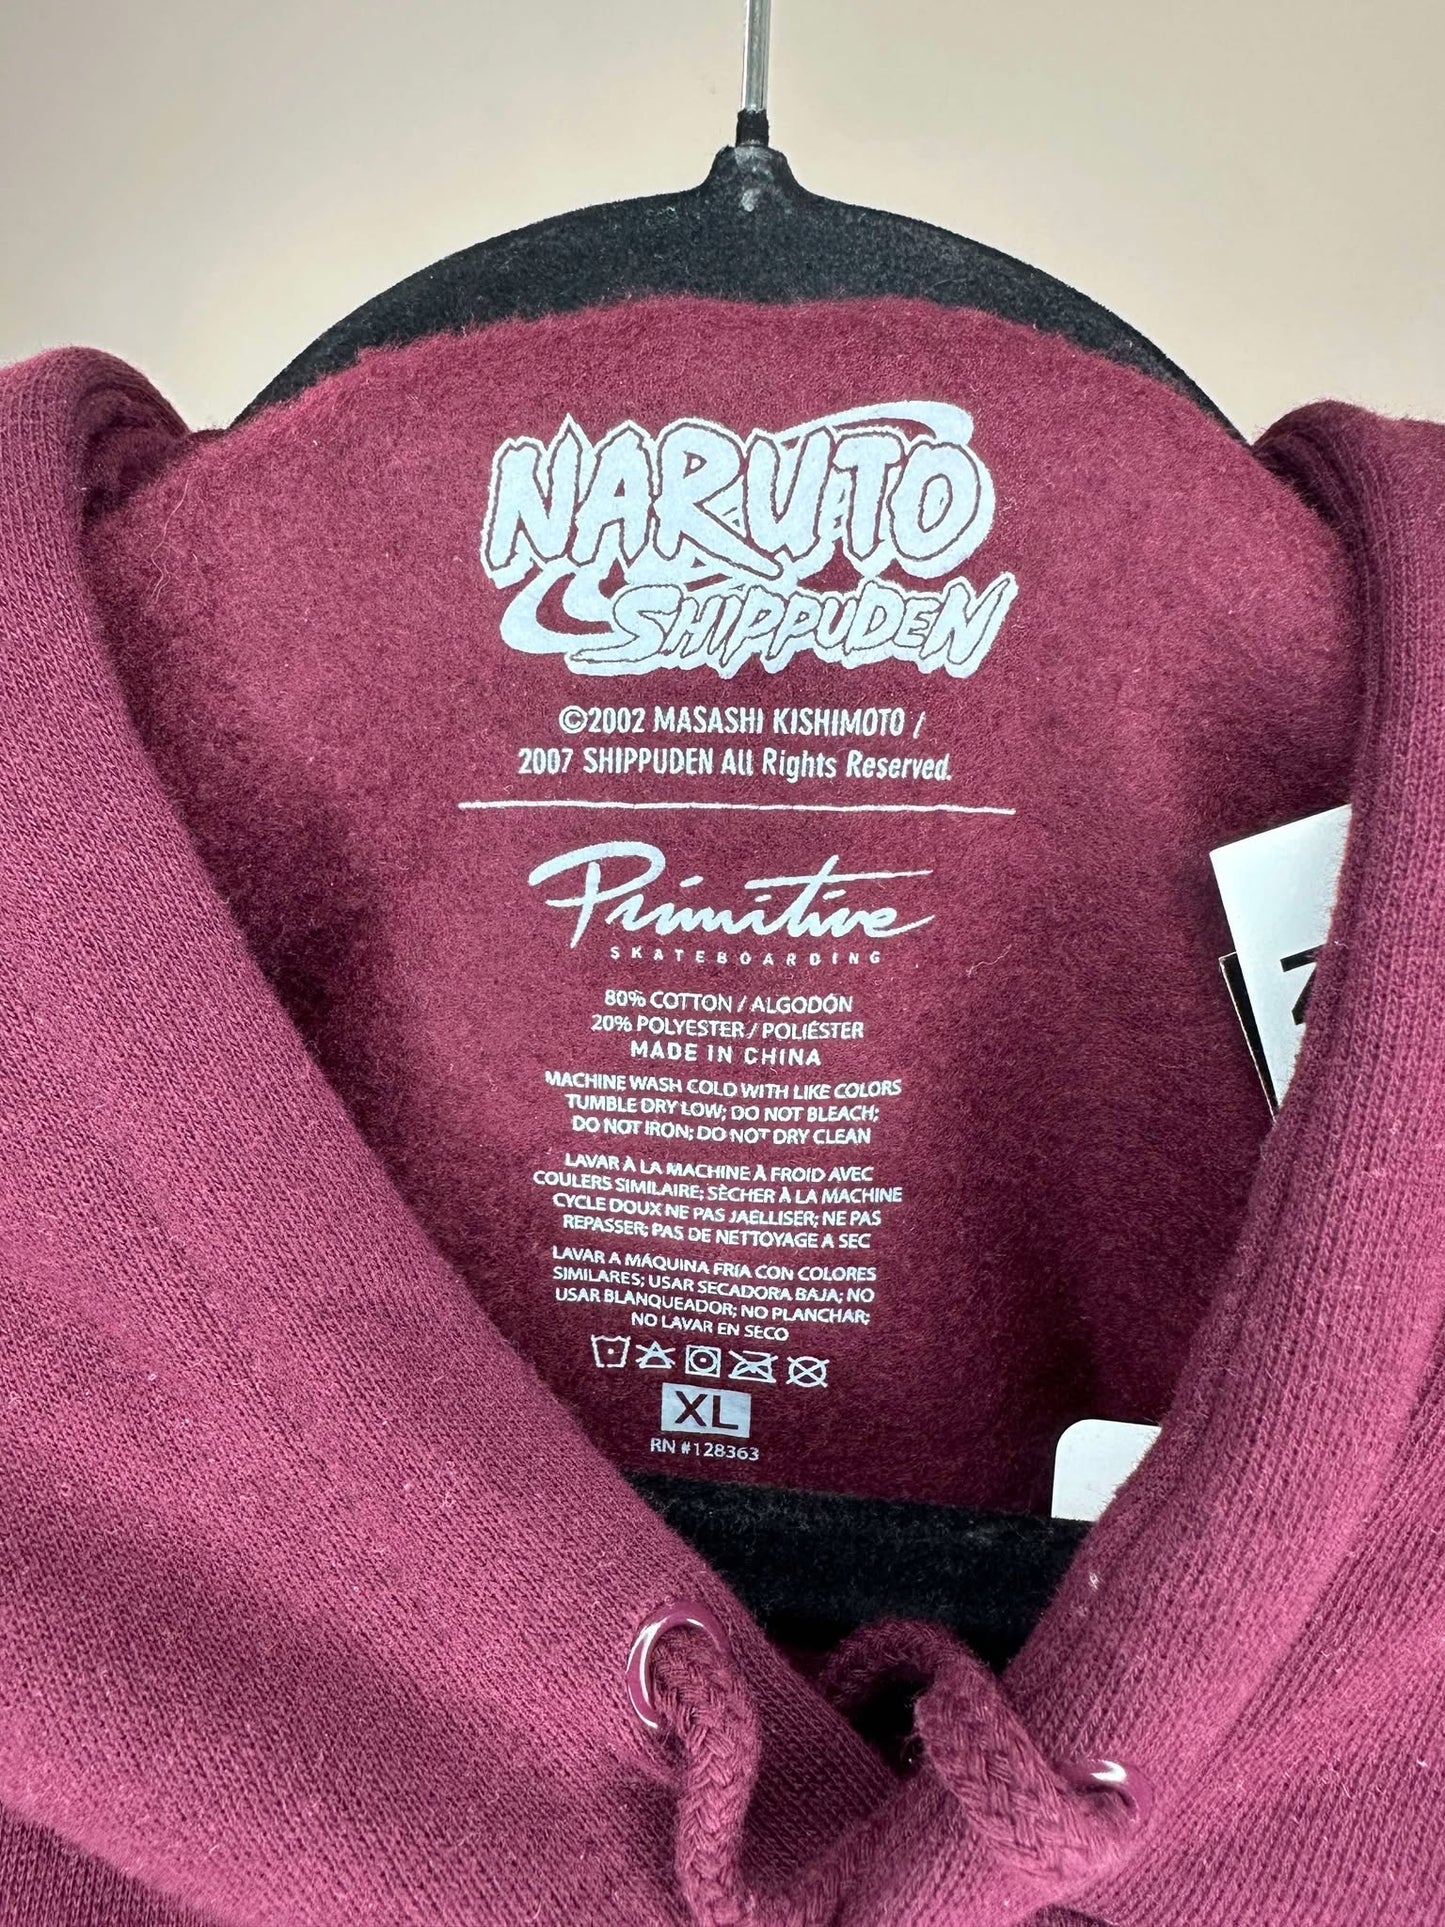 NARUTO
SHIPPUDEN
©2002 MASASHI KISHIMOTO /
2007 SHIPPUDEN All Rights Reserved.
Primitive
SKATEBOARDING
80% COTTON / ALGODÓN
20% POLYESTER / POLIÉSTER
MADE IN CHINA
MACHINE WASH COLD WITH LIKE COLORS
TUMBLE DRY LOW; DO NOT BLEACH;
DO NOT IRON; DO NOT DRY CLEAN
LAVAR À LA MACHINE À FROID AVEC
COULERS SIMILAIRE; SÈCHER À LA MACHINE
CYCLE DOUX NE PAS JAELLISER; NE PAS
REPASSER; PAS DE NETTOYAGE A SEC
LAVAR A MÁQUINA FRÍA CON COLORES
SIMILARES; USAR SECADORA BAJA; NO
USAR BLANQUEADOR; NO PLANCHAR;
NO LAVAR EN SECO
XL
RN #128363